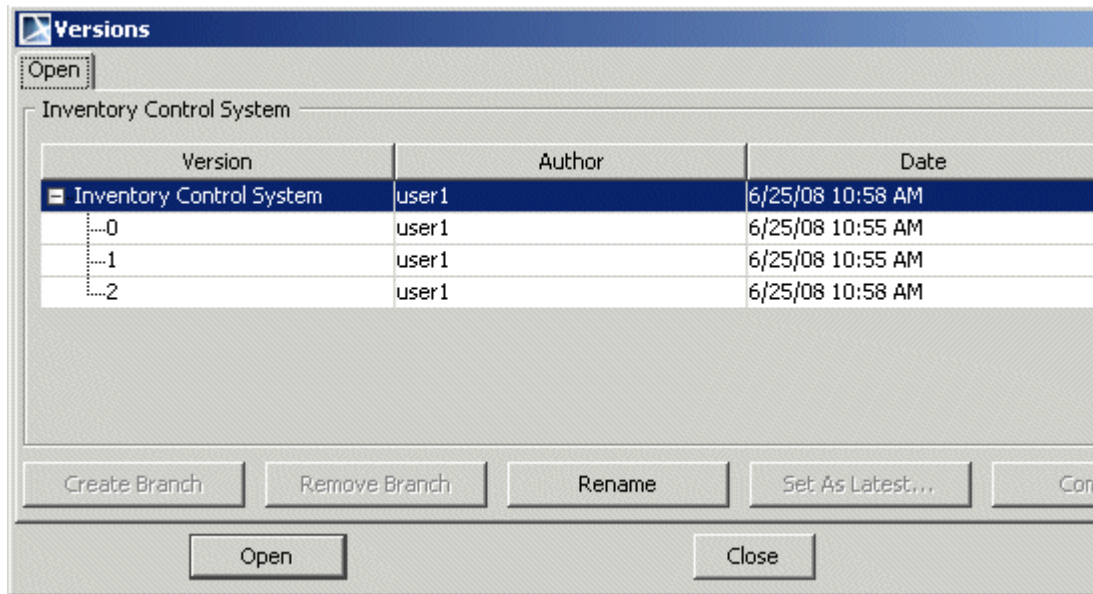 Versions
Open
Inventory Control System
Version Author Date
Inventory Control System user1 6/25/08 10:58 AM
0 user1 6/25/08 10:55 AM
1 user1 6/25/08 10:55 AM
2 user1 6/25/08 10:58 AM
Create Branch Remove Branch Rename Set As Latest...
Open Close